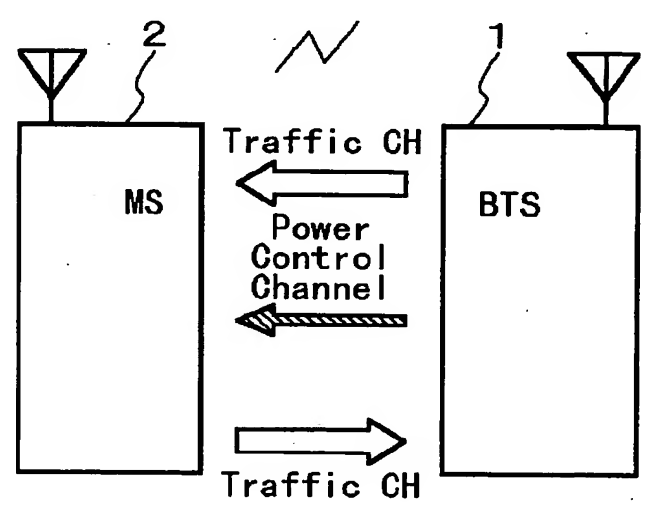 2
1
Traffic CH
MS
BTS
Power
Control
Channel
Traffic CH